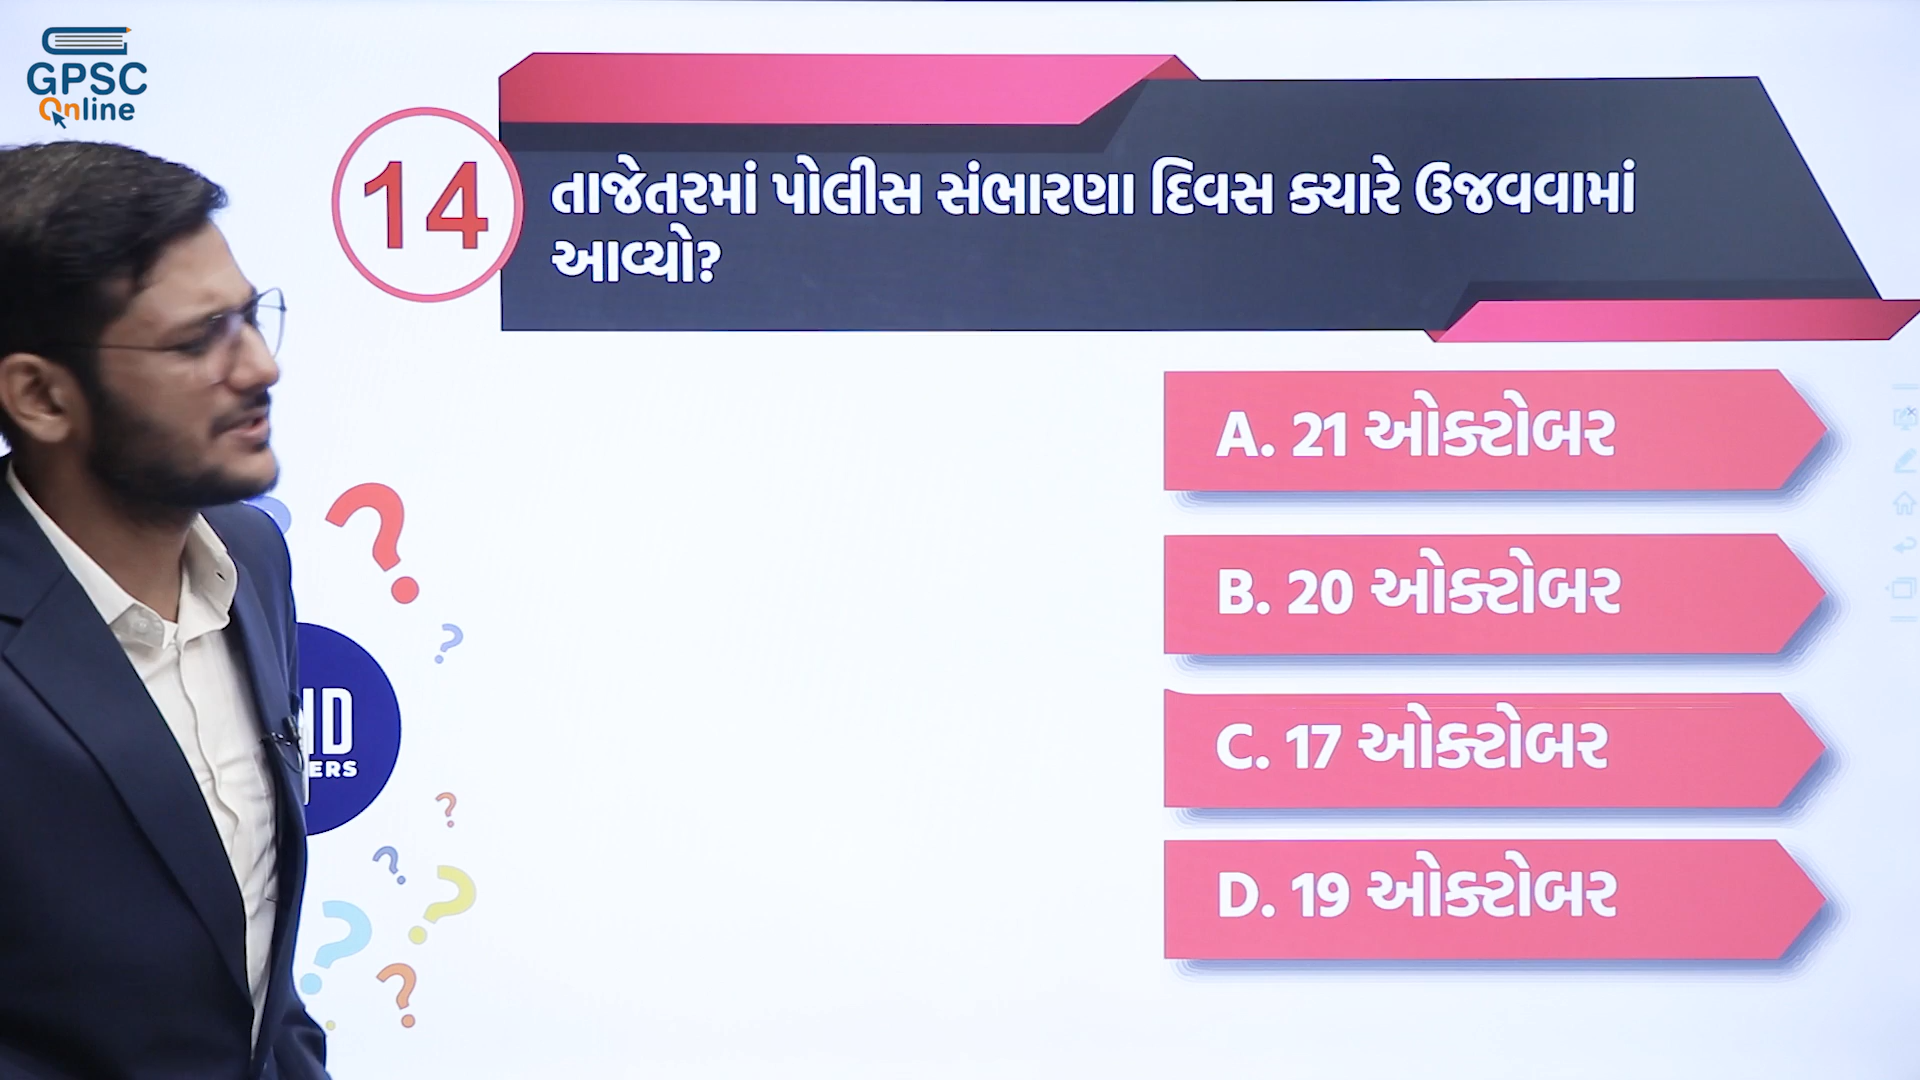 GPSC
Online
14
તાજેતરમાં પોલીસ સંભારણા દિવસ ક્યારે ઉજવવામાં
આવ્યો?
A. 21 ઓક્ટોબર
B. 20 ઓક્ટોબર
C. 17 ઓક્ટોબર
D. 19 ઓક્ટોબર